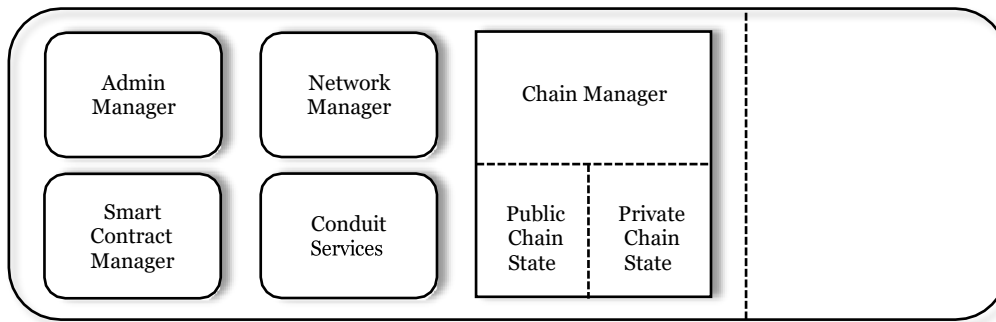 Admin
Manager
Network
Manager
Chain Manager
Smart
Contract
Manager
Conduit
Services
Public
Chain
State
Private
Chain
State